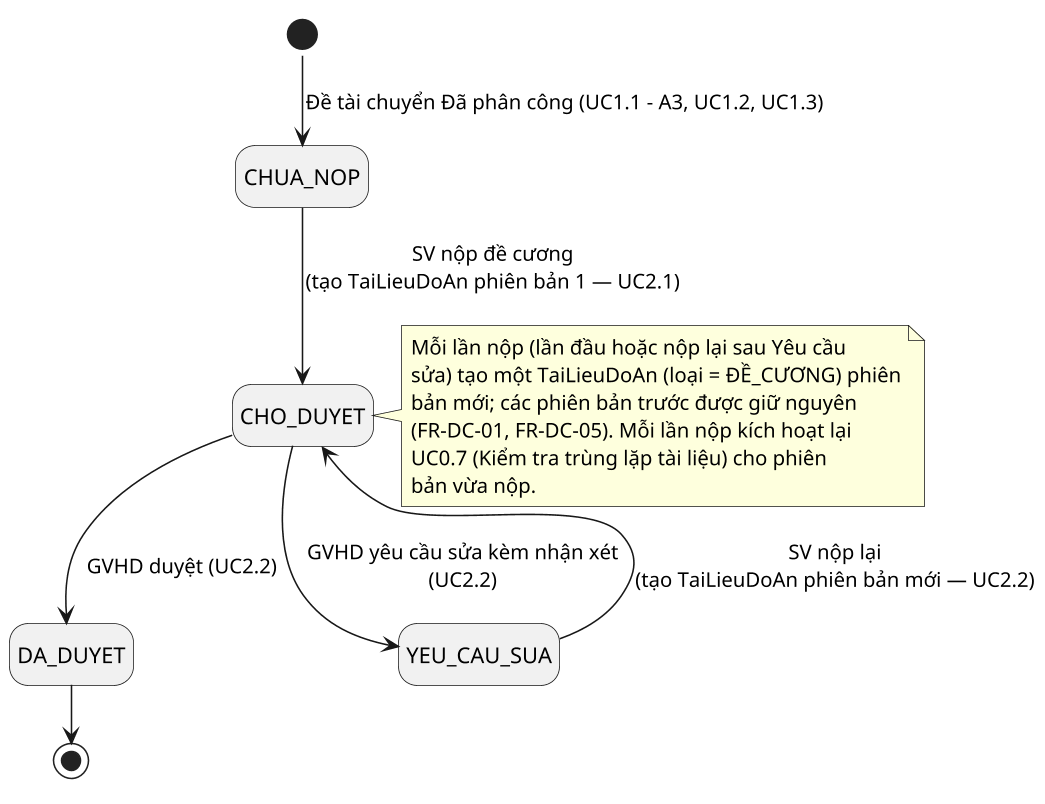 Đề tài chuyển Đã phân công (UC1.1 - A3, UC1.2, UC1.3)
CHUA_NOP
SV nộp đề cương
(tạo TaiLieuDoAn phiên bản 1 — UC2.1)
Mỗi lần nộp (lần đầu hoặc nộp lại sau Yêu cầu
sửa) tạo một TaiLieuDoAn (loại = ĐỀ_CƯƠNG) phiên
bản mới; các phiên bản trước được giữ nguyên
(FR-DC-01, FR-DC-05). Mỗi lần nộp kích hoạt lại
UC0.7 (Kiểm tra trùng lặp tài liệu) cho phiên
bản vừa nộp.
CHO_DUYET
GVHD duyệt (UC2.2)
GVHD yêu cầu sửa kèm nhận xét
(UC2.2)
SV nộp lại
(tạo TaiLieuDoAn phiên bản mới — UC2.2)
DA_DUYET
YEU_CAU_SUA